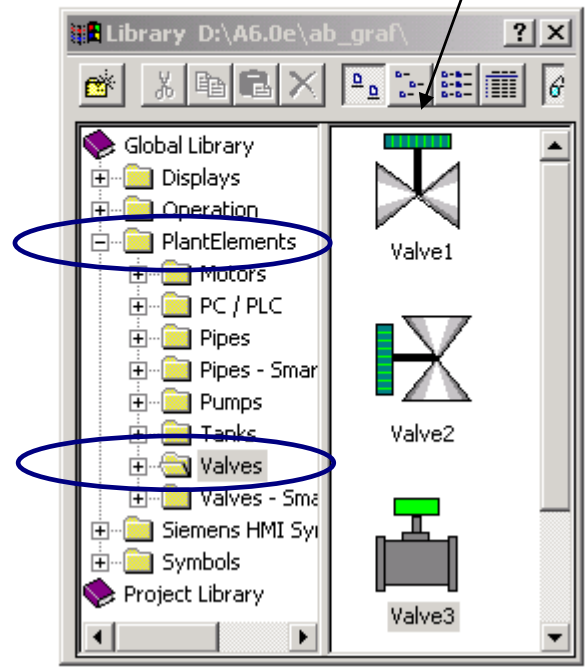 Library D:\A6.0e\ab_graf\
Global Library
Displays
Operation
PlantElements
Motors
PC / PLC
Pipes
Pipes - Smar
Pumps
Tanks
Valves
Valves - Sma
Siemens HMI Sy
Symbols
Project Library
Valve1
Valve2
Valve3